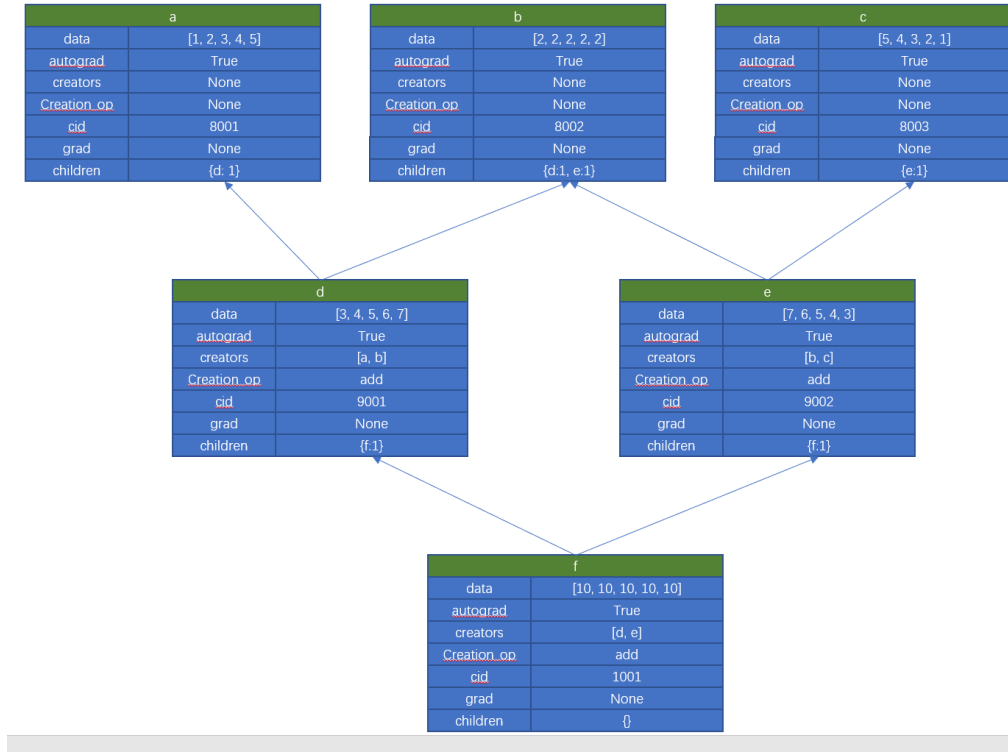 a
data [1, 2, 3, 4, 5]
autograd True
creators None
Creation_op None
cid 8001
grad None
children {d: 1}
b
data [2, 2, 2, 2, 2]
autograd True
creators None
Creation_op None
cid 8002
grad None
children {d:1, e:1}
c
data [5, 4, 3, 2, 1]
autograd True
creators None
Creation_op None
cid 8003
grad None
children {e:1}
d
data [3, 4, 5, 6, 7]
autograd True
creators [a, b]
Creation_op add
cid 9001
grad None
children {f:1}
e
data [7, 6, 5, 4, 3]
autograd True
creators [b, c]
Creation_op add
cid 9002
grad None
children {f:1}
f
data [10, 10, 10, 10, 10]
autograd True
creators [d, e]
Creation_op add
cid 1001
grad None
children {}